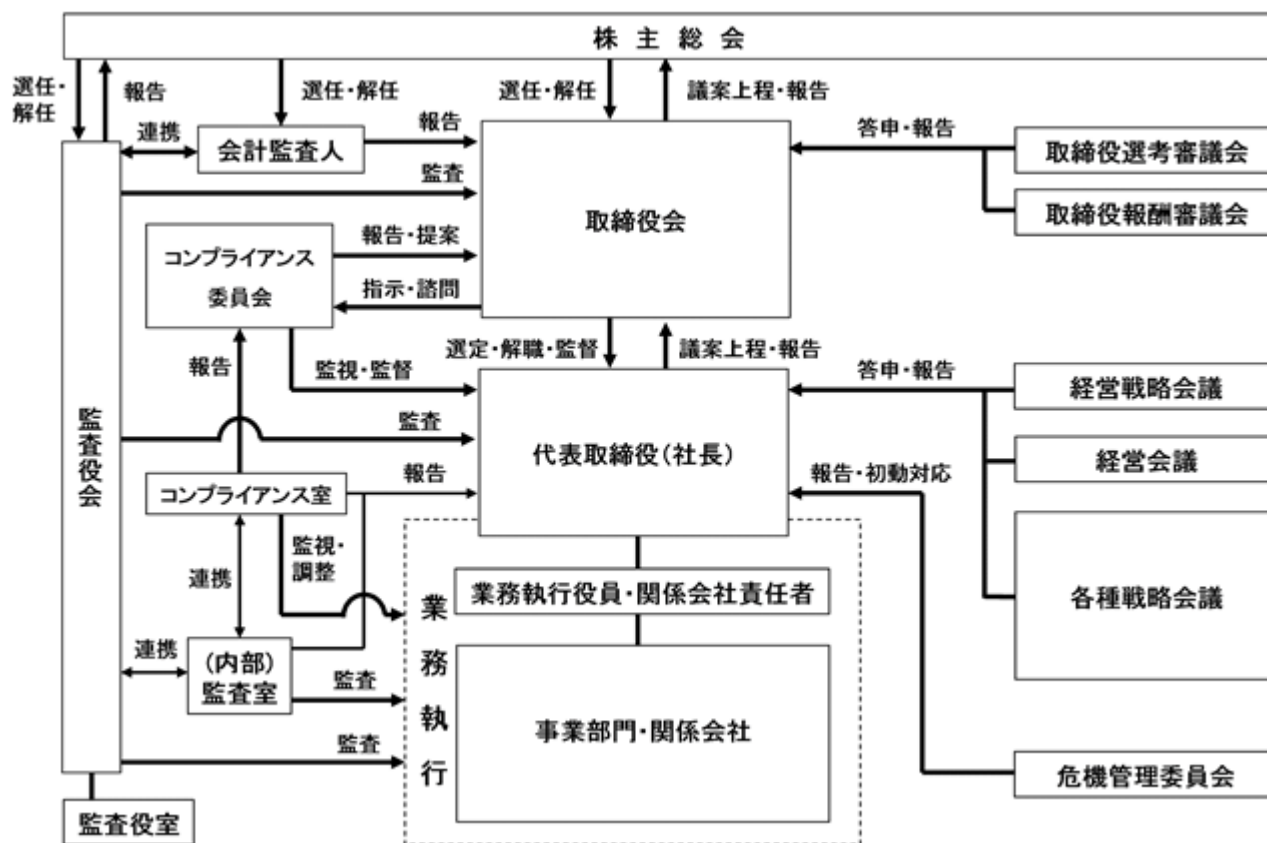 株主総会
選任・
解任
報告
選任・解任
選任・解任
議案上程・報告
連携
会計監査人
報告
答申・報告
取締役選考審議会
監査
取締役会
取締役報酬審議会
コンプライアンス
委員会
報告・提案
指示・諮問
報告
監視・監督
選定・解職・監督
議案上程・報告
答申・報告
経営戦略会議
監査役会
監査
代表取締役(社長)
経営会議
コンプライアンス室
報告
報告・初動対応
監視・
調整
連携
業務執行
業務執行役員・関係会社責任者
各種戦略会議
連携
(内部)
監査室
監査
事業部門・関係会社
監査
危機管理委員会
監査役室